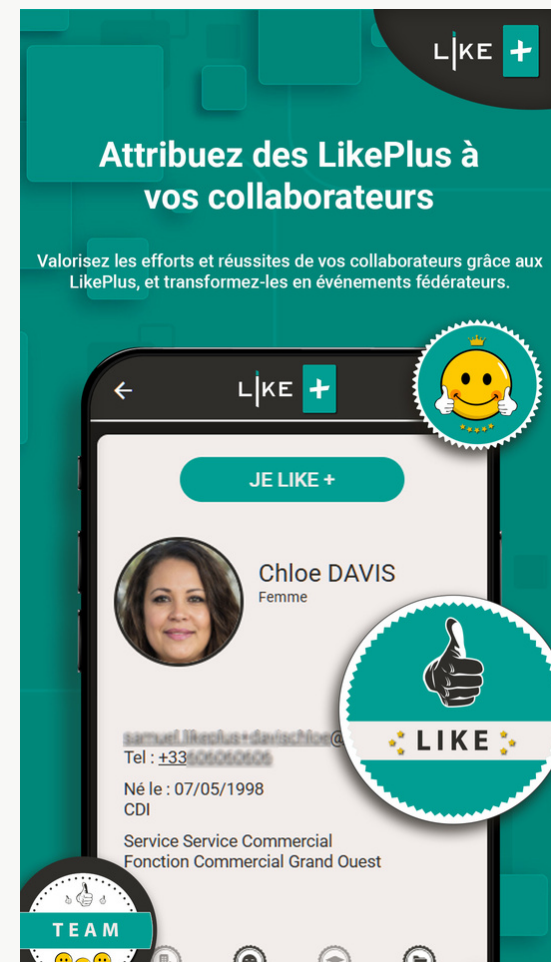 LIKE +
Attribuez des LikePlus à
vos collaborateurs
Valorisez les efforts et réussites de vos collaborateurs grâce aux
LikePlus, et transformez-les en événements fédérateurs.
LIKE +
JE LIKE +
Chloe DAVIS
Femme
LIKE
Tel : +33
Né le : 07/05/1998
CDI
Service Service Commercial
Fonction Commercial Grand Ouest
TEAM